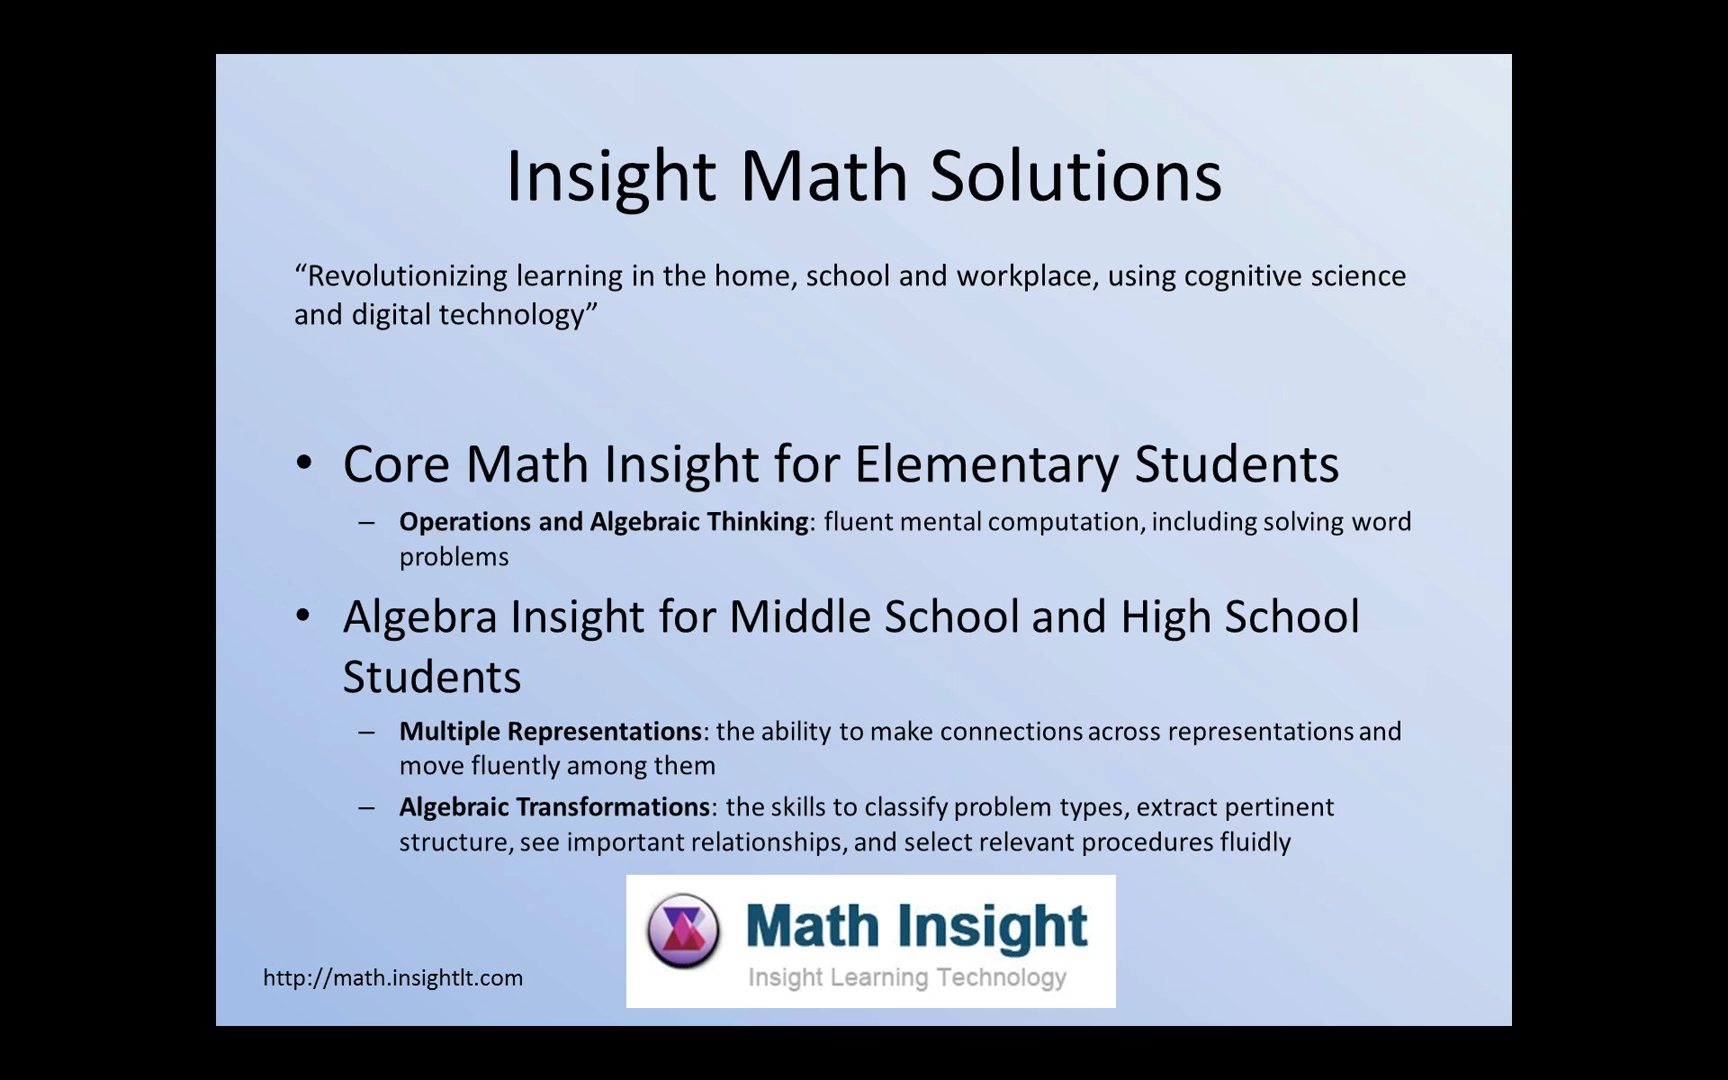 Insight Math Solutions
“Revolutionizing learning in the home, school and workplace, using cognitive science
and digital technology”
• Core Math Insight for Elementary Students
– Operations and Algebraic Thinking: fluent mental computation, including solving word
problems
• Algebra Insight for Middle School and High School
Students
– Multiple Representations: the ability to make connections across representations and
move fluently among them
– Algebraic Transformations: the skills to classify problem types, extract pertinent
structure, see important relationships, and select relevant procedures fluidly
Math Insight
Insight Learning Technology
http://math.insightlt.com